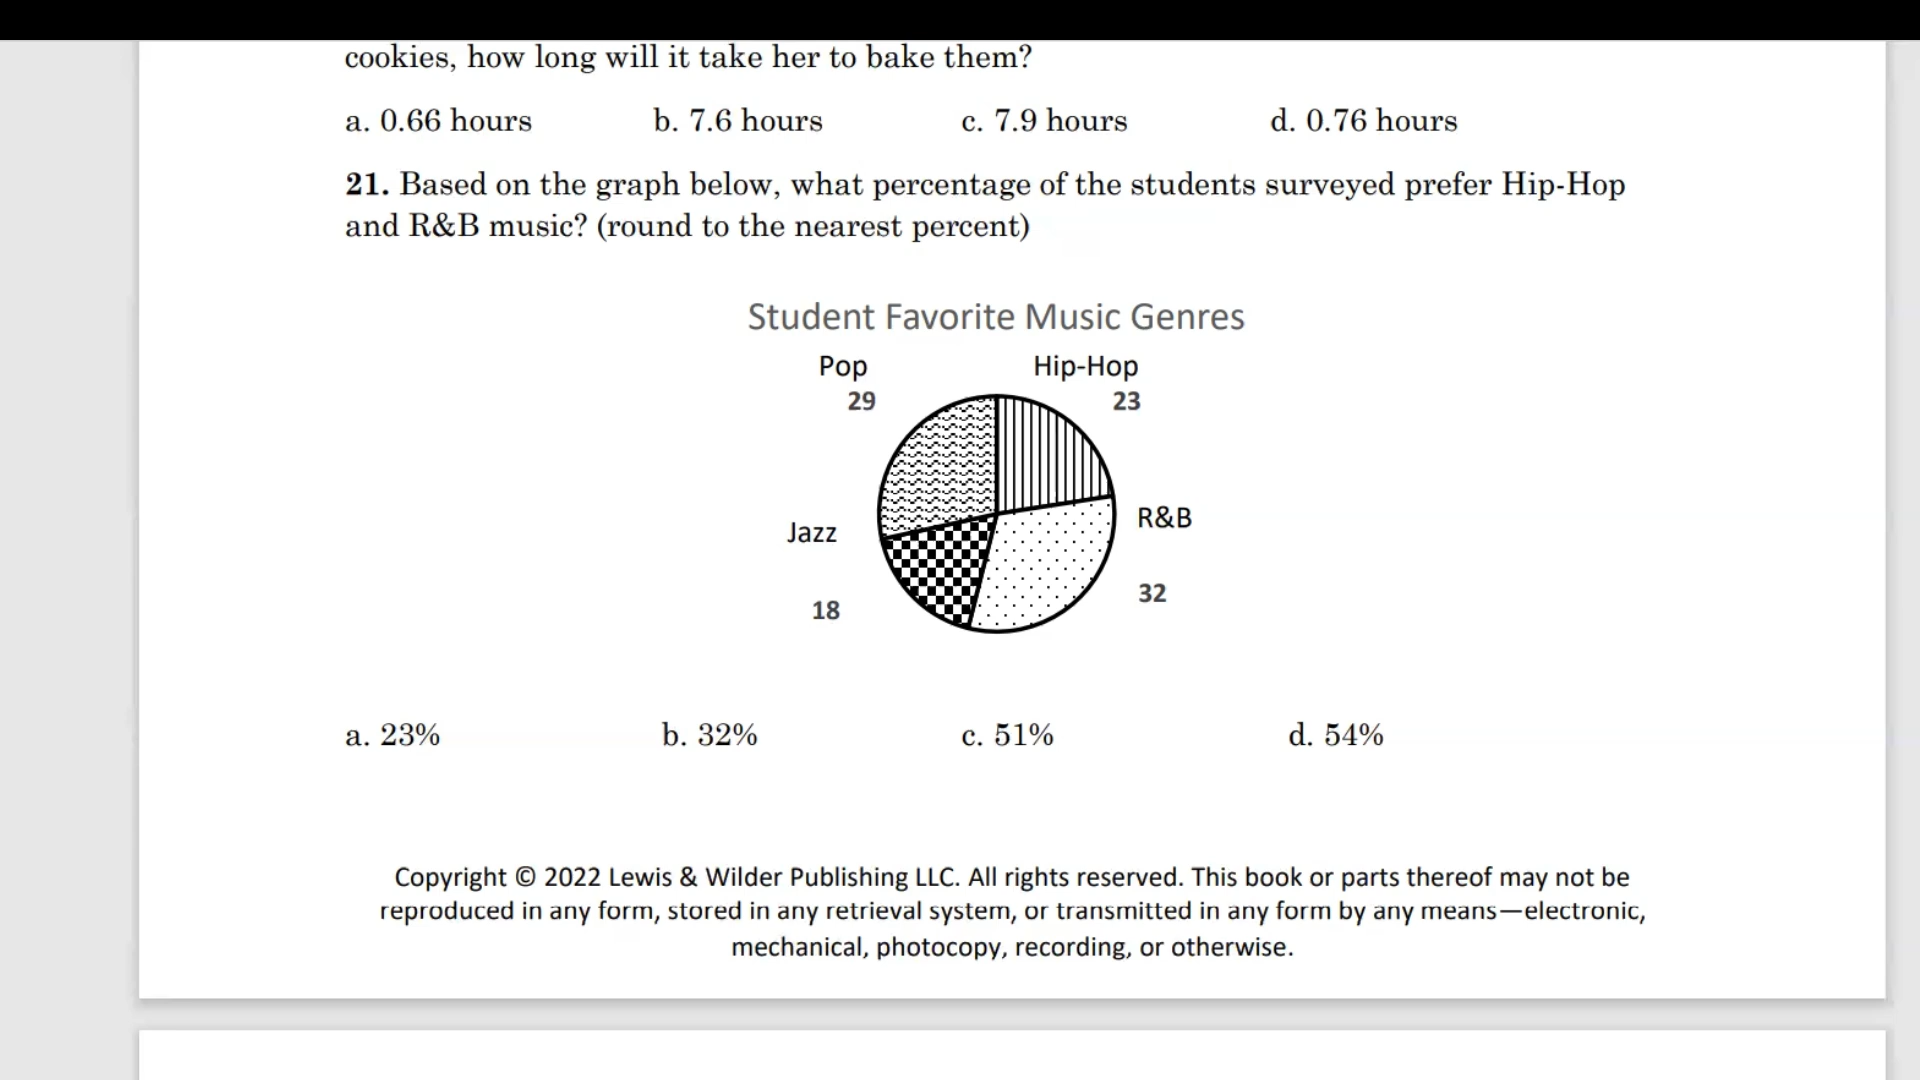 cookies, how long will it take her to bake them?
a. 0.66 hours b. 7.6 hours c. 7.9 hours d. 0.76 hours
21. Based on the graph below, what percentage of the students surveyed prefer Hip-Hop
and R&B music? (round to the nearest percent)
Student Favorite Music Genres
Pop Hip-Hop
29 23
R&B
Jazz
32
18
a. 23% b. 32% c. 51% d. 54%
Copyright © 2022 Lewis & Wilder Publishing LLC. All rights reserved. This book or parts thereof may not be
reproduced in any form, stored in any retrieval system, or transmitted in any form by any means—electronic,
mechanical, photocopy, recording, or otherwise.